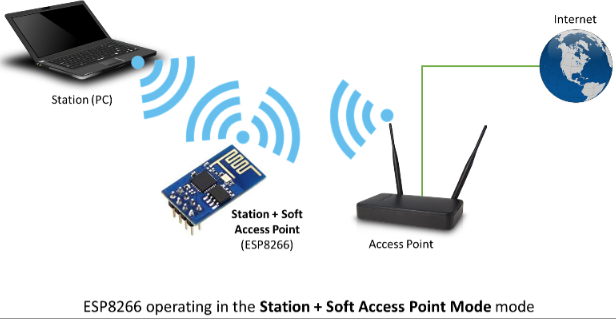 Internet
Station (PC)
Station + Soft
Access Point
(ESP8266)
Access Point
ESP8266 operating in the Station + Soft Access Point Mode mode